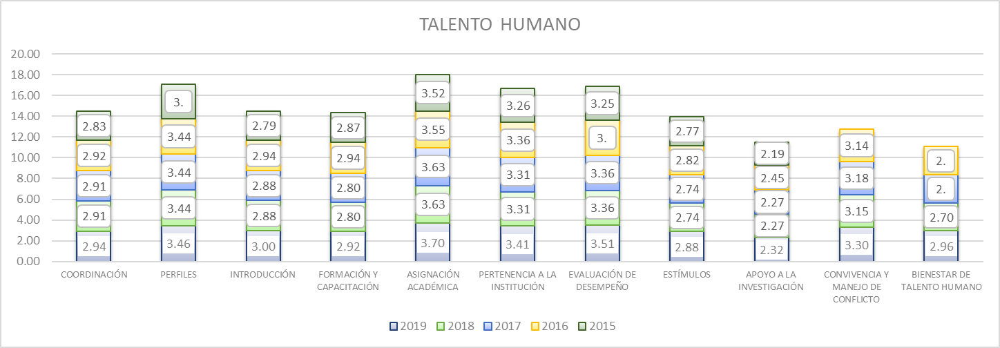 TALENTO HUMANO
20.00
18.00
16.00
14.00
12.00
10.00
8.00
6.00
4.00
2.00
0.00
2.83 3. 2.79 2.87 3.52 3.26 3.25 2.77 2.19
2.92 3.44 2.94 2.94 3.55 3.36 3. 2.82 2.45 3.14 2.
2.91 3.44 2.88 2.80 3.63 3.31 3.36 2.74 2.27 3.18 2.
2.91 3.44 2.88 2.80 3.63 3.31 3.36 2.74 2.27 3.15 2.70
2.94 3.46 3.00 2.92 3.70 3.41 3.51 2.88 2.32 3.30 2.96
COORDINACIÓN
PERFILES
INTRODUCCIÓN
FORMACIÓN Y
CAPACITACIÓN
ASIGNACIÓN
ACADÉMICA
PERTENENCIA A LA
INSTITUCIÓN
EVALUACIÓN DE
DESEMPEÑO
ESTÍMULOS
APOYO A LA
INVESTIGACIÓN
CONVIVENCIA Y
MANEJO DE
CONFLICTO
BIENESTAR DE
TALENTO HUMANO
2019 2018 2017 2016 2015